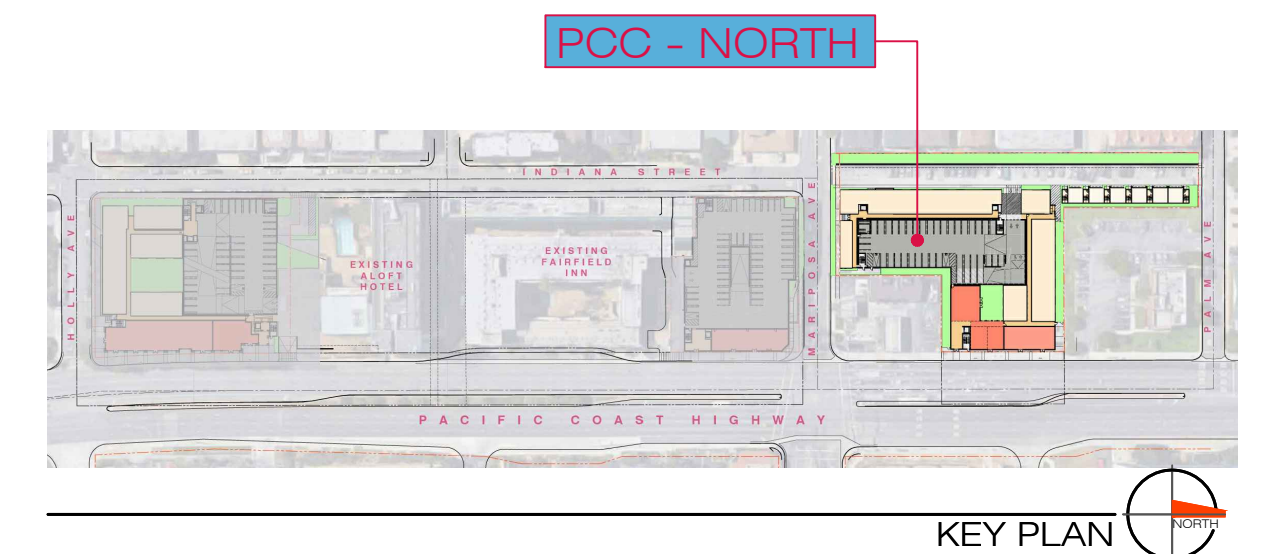 PCC - NORTH
INDIANA STREET
HOLLY AVE
EXISTING
ALOFT
HOTEL
EXISTING
FAIRFIELD
INN
MARIPOSA AVE
PALM AVE
PACIFIC COAST HIGHWAY
KEY PLAN
NORTH